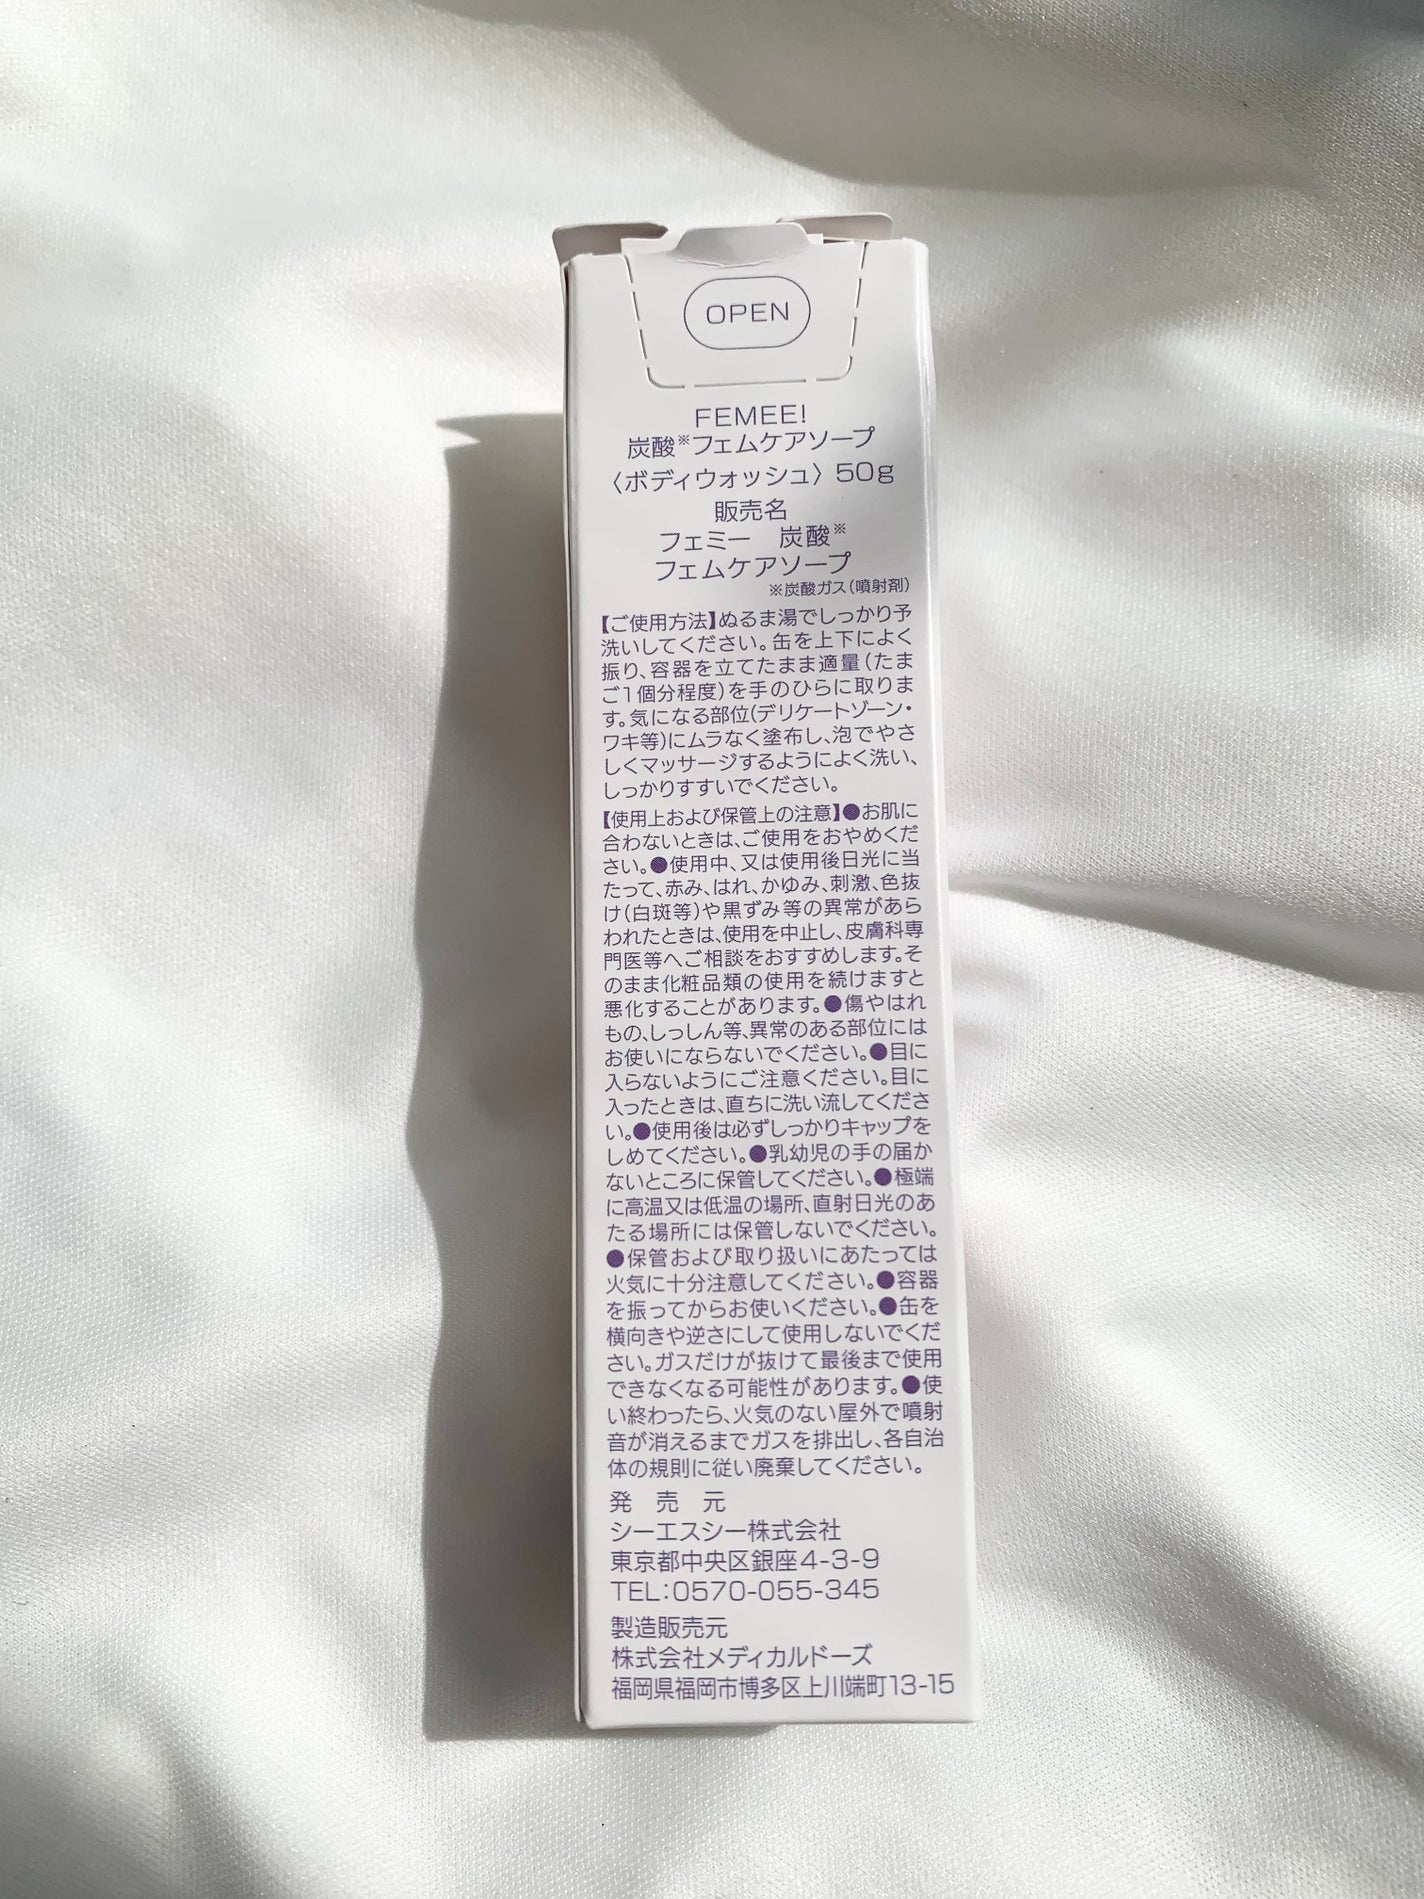 OPEN
FEMEE!
炭酸※フェムケアソープ
〈ボディウォッシュ〉50g
販売名
フェミー 炭酸※
フェムケアソープ
※炭酸ガス(噴射剤)
【ご使用方法】ぬるま湯でしっかり予
洗いしてください。缶を上下によく
振り、容器を立てたまま適量(たま
ご1個分程度)を手のひらに取りま
す。気になる部位(デリケートゾーン・
ワキ等)にムラなく塗布し、泡でやさ
しくマッサージするようによく洗い、
しっかりすすいでください。
【使用上および保管上の注意】●お肌に
合わないときは、ご使用をおやめくだ
さい。●使用中、又は使用後日光に当
たって、赤み、はれ、かゆみ、刺激、色抜
け(白斑等)や黒ずみ等の異常があら
われたときは、使用を中止し、皮膚科専
門医等へご相談をおすすめします。そ
のまま化粧品類の使用を続けますと
悪化することがあります。●傷やはれ
もの、しっしん等、異常のある部位には
お使いにならないでください。●目に
入らないようにご注意ください。目に
入ったときは、直ちに洗い流してくださ
い。●使用後は必ずしっかりキャップを
しめてください。●乳幼児の手の届か
ないところに保管してください。●極端
に高温又は低温の場所、直射日光のあ
たる場所には保管しないでください。
●保管および取り扱いにあたっては
火気に十分注意してください。●容器
を振ってからお使いください。●缶を
横向きや逆さにして使用しないでくだ
さい。ガスだけが抜けて最後まで使用
できなくなる可能性があります。●使
い終わったら、火気のない屋外で噴射
音が消えるまでガスを排出し、各自治
体の規則に従い廃棄してください。
発 売 元
シーエスシー株式会社
東京都中央区銀座4-3-9
TEL:0570-055-345
製造販売元
株式会社メディカルドーズ
福岡県福岡市博多区上川端町13-15